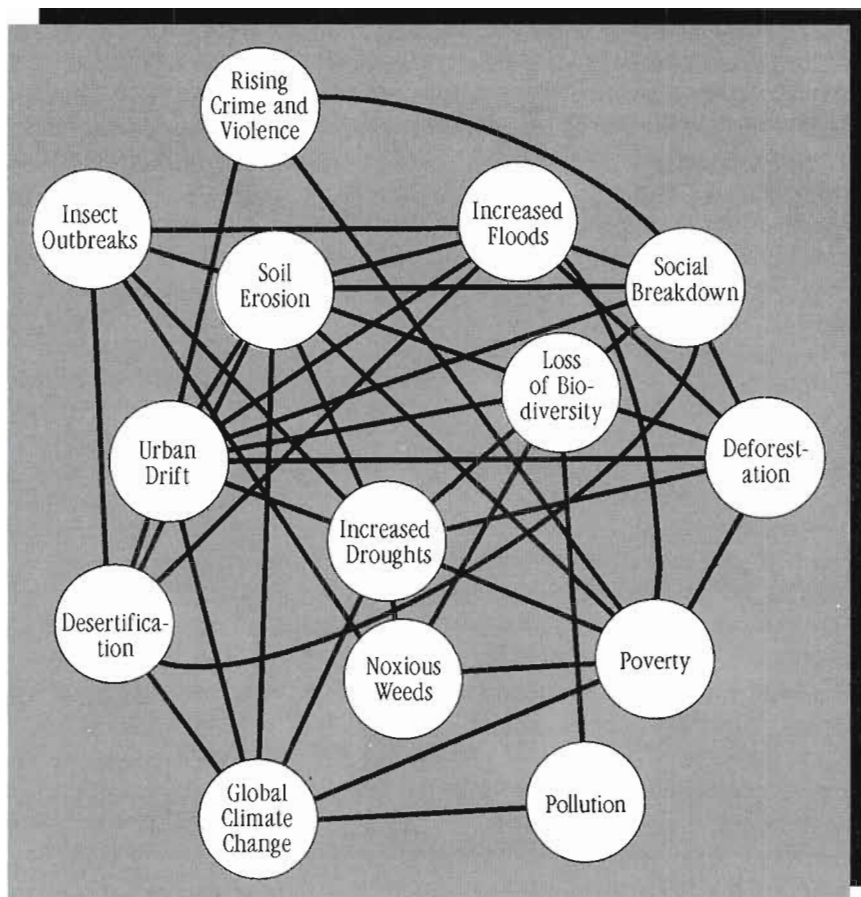 Rising
Crime and
Violence
Insect
Outbreaks
Increased
Floods
Soil
Erosion
Social
Breakdown
Loss
of Bio-
diversity
Urban
Drift
Deforest-
ation
Increased
Droughts
Desertifica-
tion
Noxious
Weeds
Poverty
Global
Climate
Change
Pollution